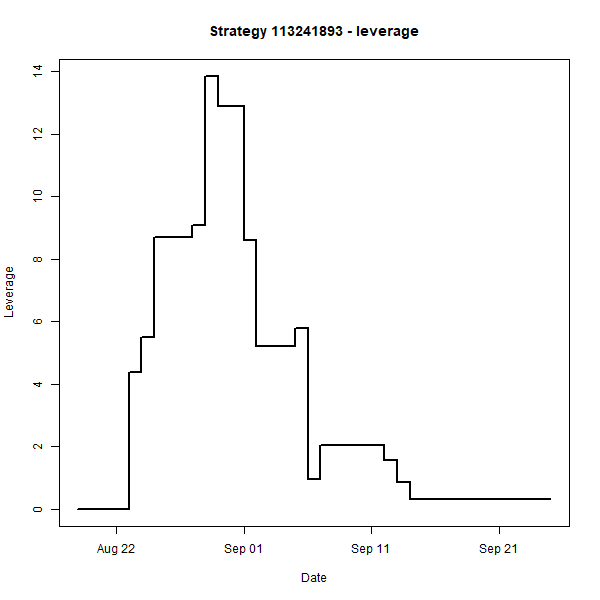 Strategy 113241893 - leverage
14
12
10
8
6
4
2
0
Leverage
Aug 22
Sep 01
Sep 11
Sep 21
Date